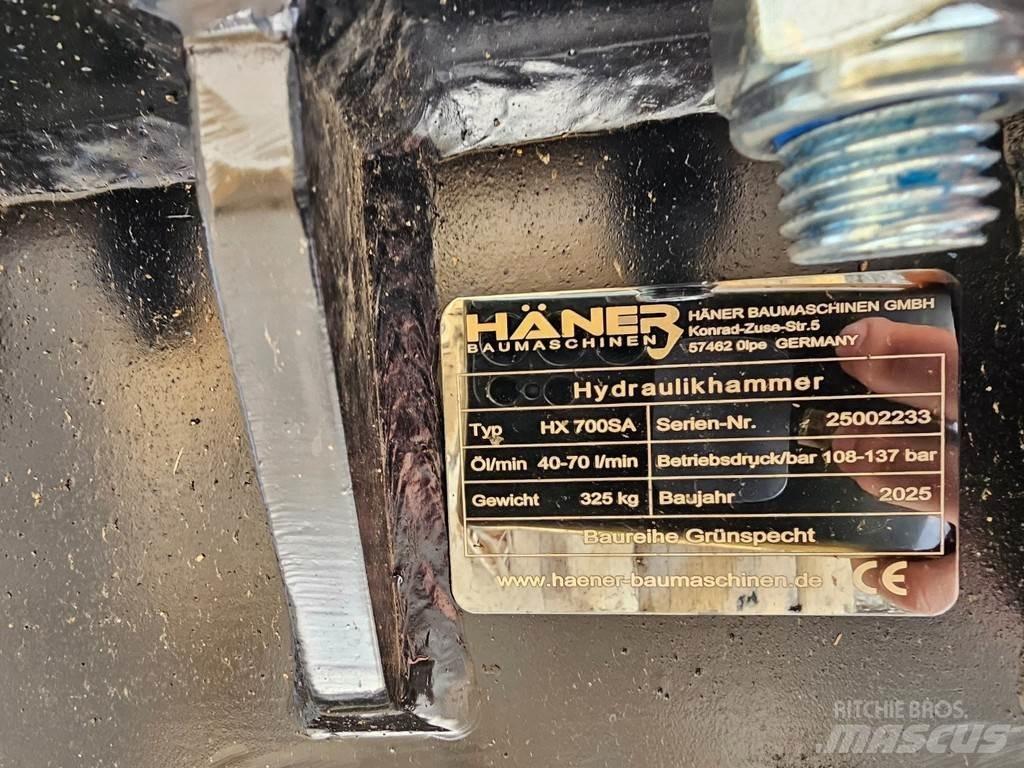 HÄNER
BAUMASCHINEN
HÄNER BAUMASCHINEN GMBH
Konrad-Zuse-Str.5
57462 Olpe GERMANY
Hydraulikhammer
Typ HX 700SA Serien-Nr. 25002233
Öl/min 40-70 l/min Betriebsdruck/bar 108-137 bar
Gewicht 325 kg Baujahr 2025
Baureihe Grünspecht
www.haener-baumaschinen.de CE
RITCHIE BROS.
MASCUS